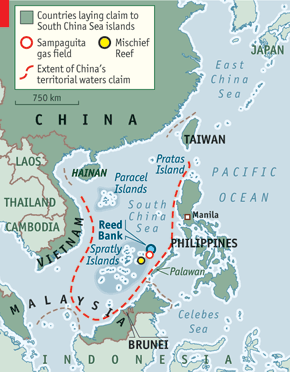 Countries laying claim to
South China Sea islands
Sampaguita
gas field
Mischief
Reef
Extent of China's
territorial waters claim
750 km
JAPAN
East
China
Sea
CHINA
TAIWAN
LAOS
HAINAN
Pratas
Island
Paracel
Islands
PACIFIC
OCEAN
THAILAND
South
China
Sea
Manila
CAMBODIA
VIETNAM
Reed
Bank
PHILIPPINES
Spratly
Islands
Palawan
MALAYSIA
Celebes
Sea
BRUNEI
INDONESIA